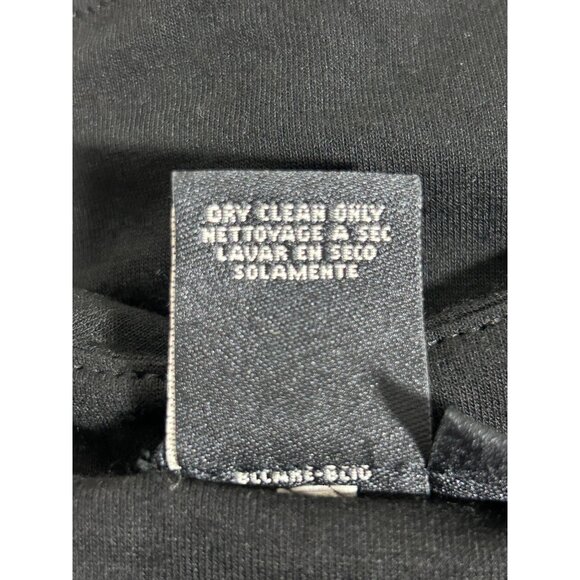 DRY CLEAN ONLY
NETTOYAGE A SEC
LAVAR EN SECO
SOLAMENTE